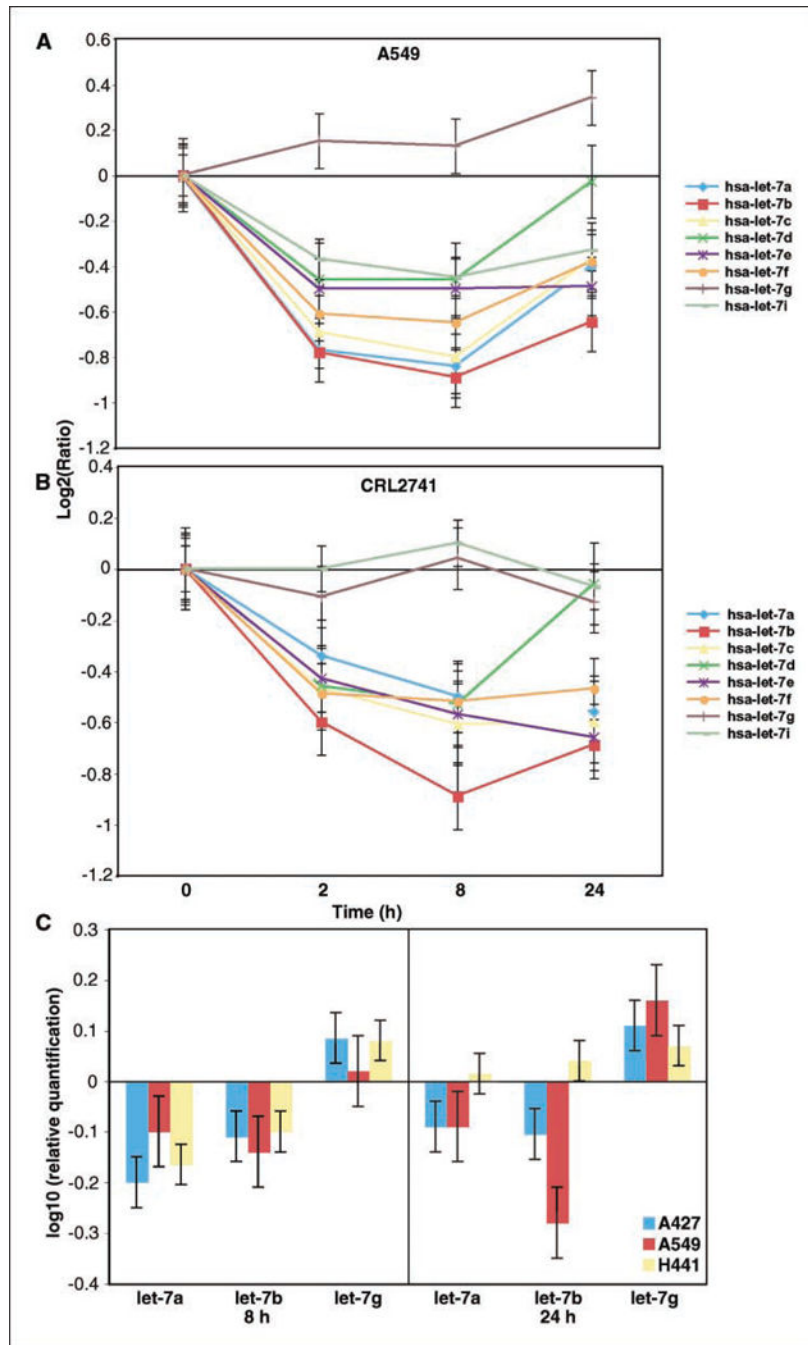 A
A549
0.6
0.4
0.2
0
-0.2
-0.4
-0.6
-0.8
-1
-1.2
hsa-let-7a
hsa-let-7b
hsa-let-7c
hsa-let-7d
hsa-let-7e
hsa-let-7f
hsa-let-7g
hsa-let-7i
Log2(Ratio)
B
CRL2741
0.4
0.2
0
-0.2
-0.4
-0.6
-0.8
-1
-1.2
hsa-let-7a
hsa-let-7b
hsa-let-7c
hsa-let-7d
hsa-let-7e
hsa-let-7f
hsa-let-7g
hsa-let-7i
0 2 8 24
Time (h)
C
log10 (relative quantification)
0.3
0.2
0.1
0
-0.1
-0.2
-0.3
-0.4
A427
A549
H441
let-7a let-7b let-7g let-7a let-7b let-7g
8 h 24 h